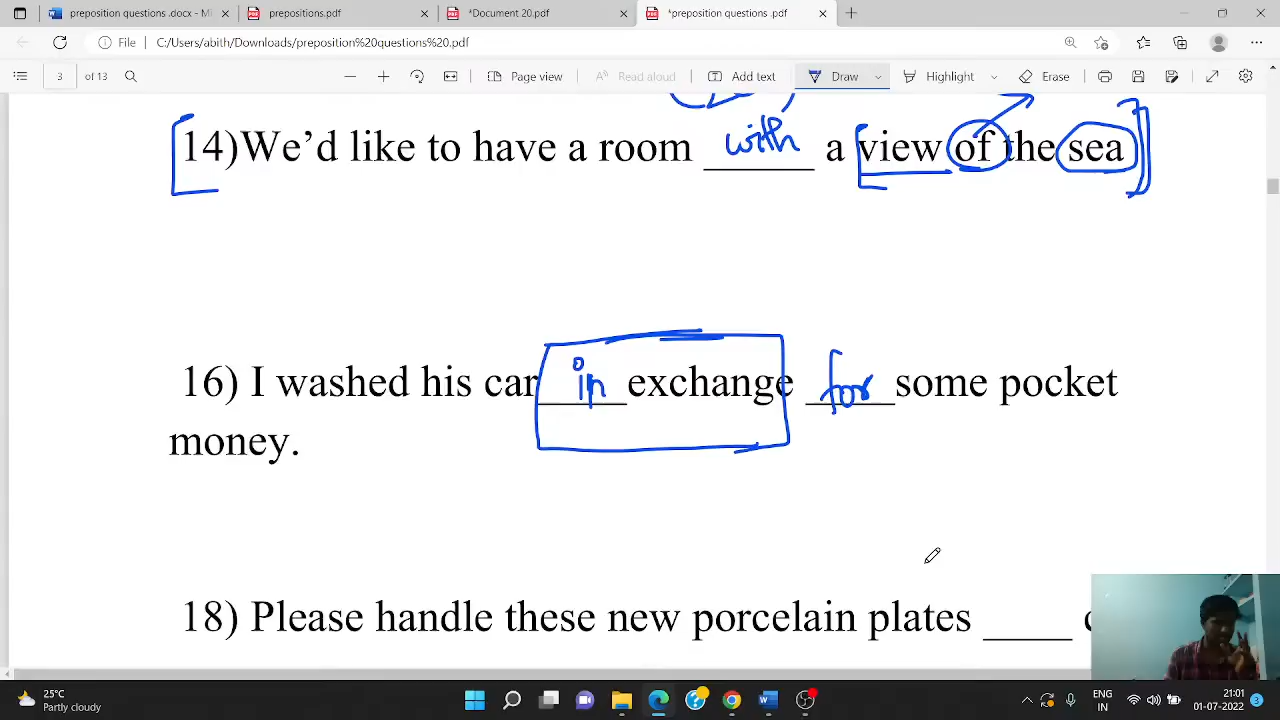 preposition questions .docx - Mi
prepositions.pdf
*Document 20.pdf
*preposition questions .pdf
File
C:/Users/abith/Downloads/preposition%20questions%20.pdf
3 of 13
Page view
Read aloud
Add text
Draw
Highlight
Erase
14)We’d like to have a room with a view of the sea
16) I washed his car in exchange for some pocket
money.
18) Please handle these new porcelain plates _____
25°C
Partly cloudy
ENG
IN
21:01
01-07-2022
3